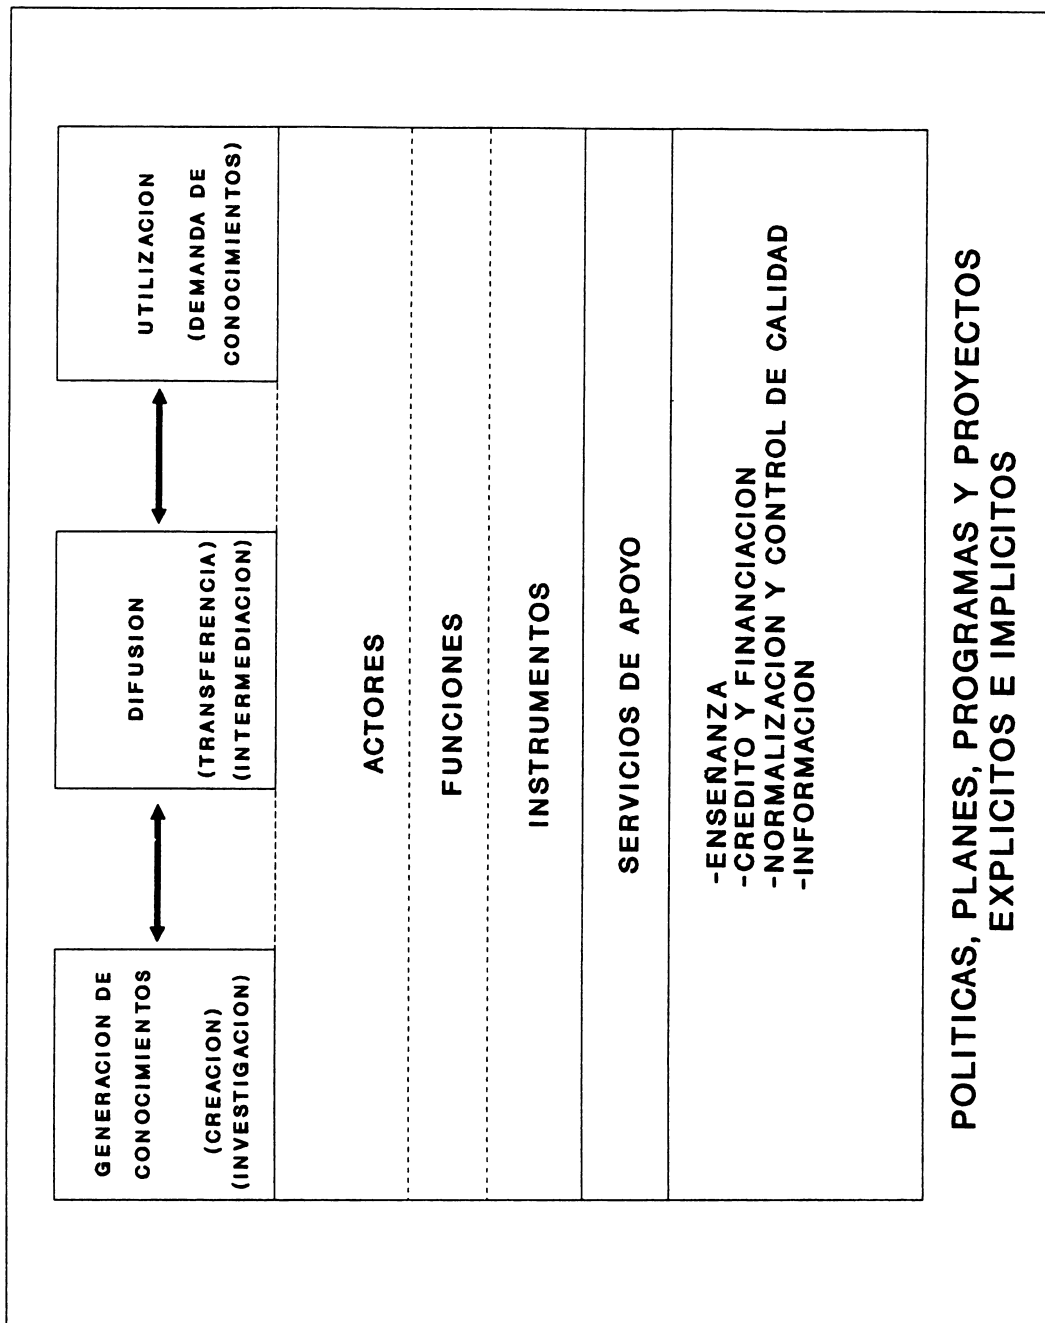 GENERACION DE
CONOCIMIENTOS
(CREACION)
(INVESTIGACION)
DIFUSION
(TRANSFERENCIA)
(INTERMEDIACION)
UTILIZACION
(DEMANDA DE
CONOCIMIENTOS)
ACTORES
FUNCIONES
INSTRUMENTOS
SERVICIOS DE APOYO
-ENSEÑANZA
-CREDITO Y FINANCIACION
-NORMALIZACION Y CONTROL DE CALIDAD
-INFORMACION
POLITICAS, PLANES, PROGRAMAS Y PROYECTOS
EXPLICITOS E IMPLICITOS